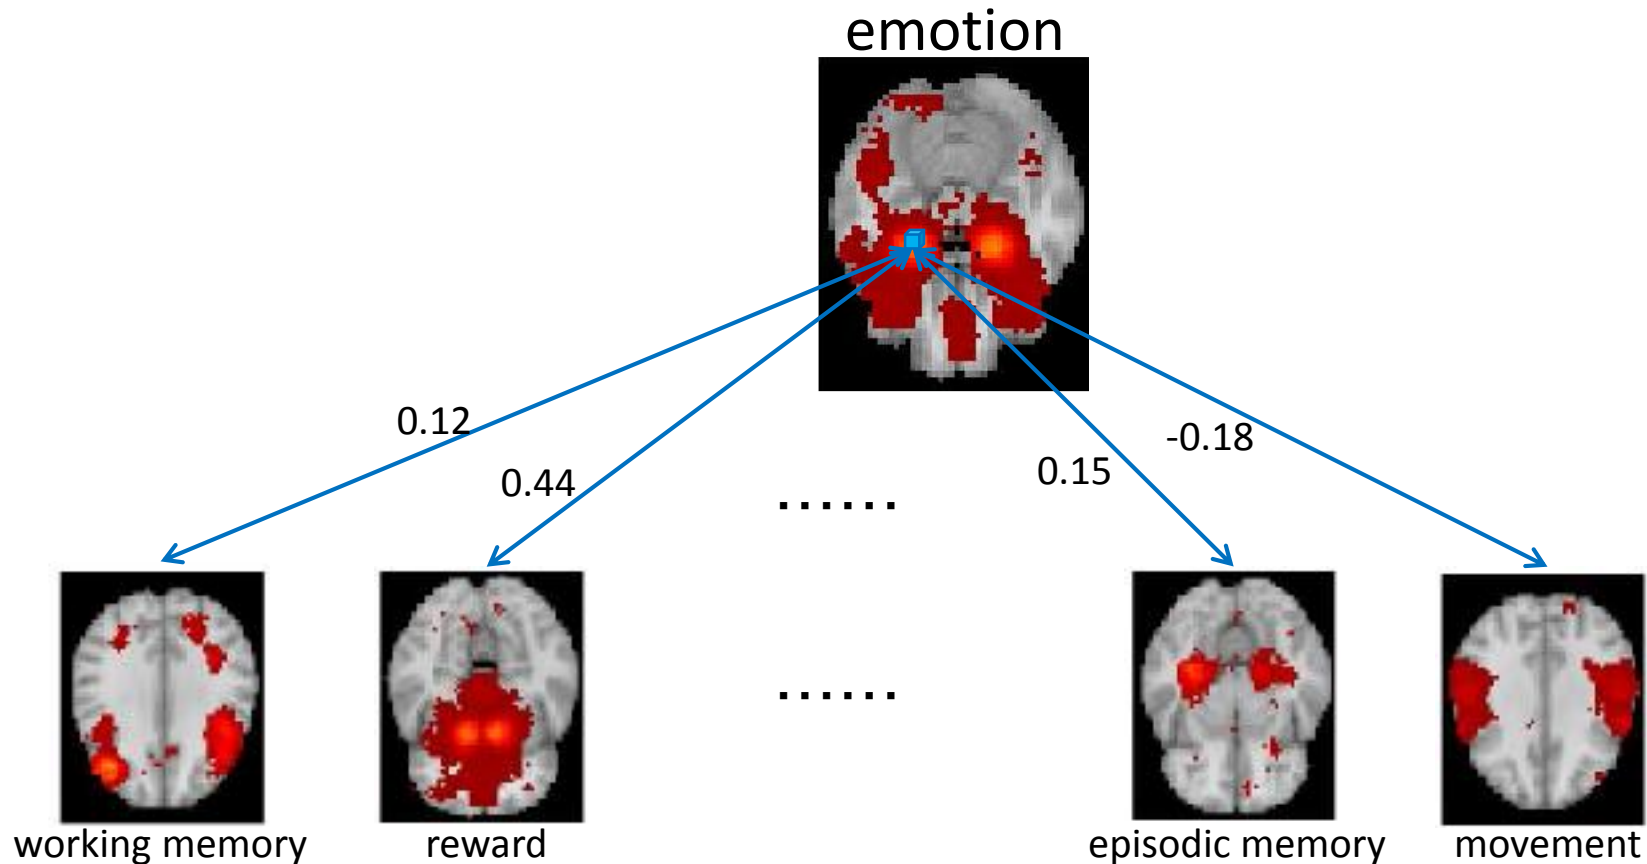 emotion
0.12
-0.18
0.44
0.15
......
......
working memory
reward
episodic memory
movement